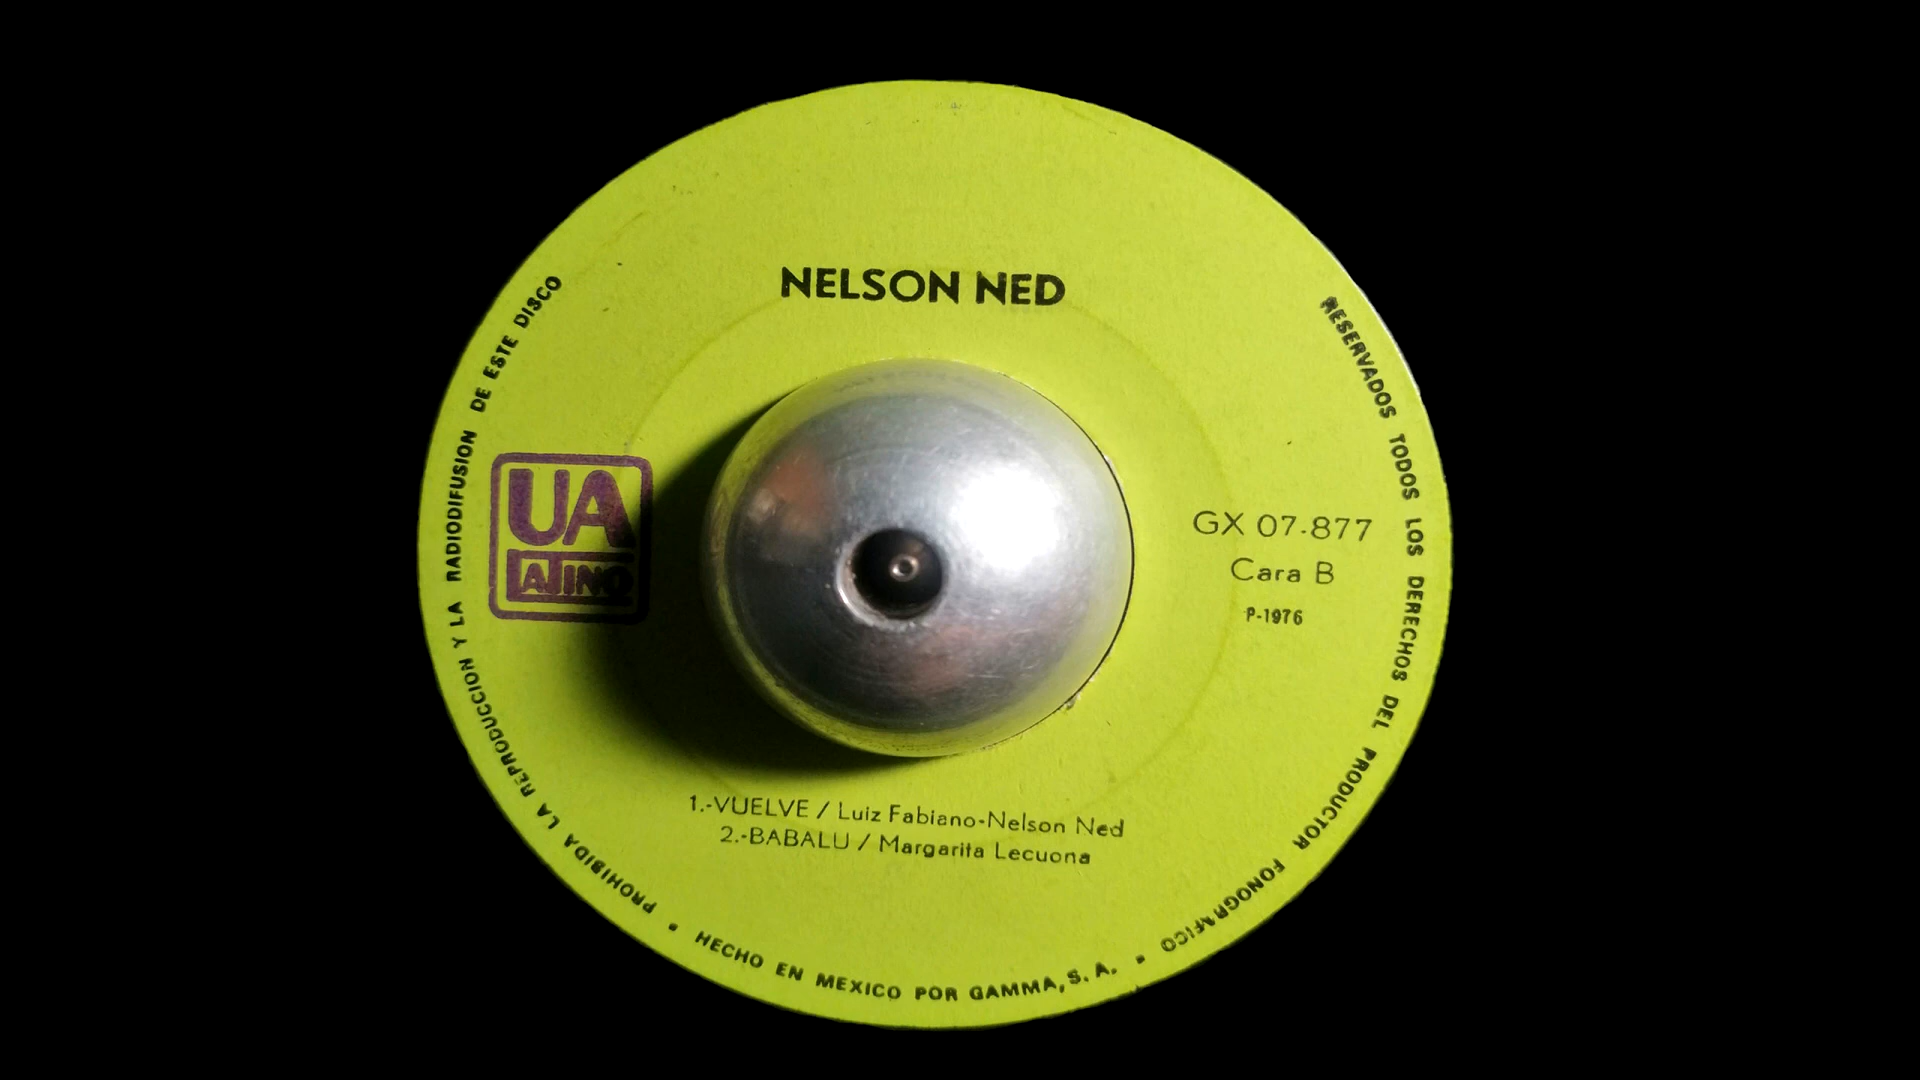 NELSON NED
UA
LATINO
GX 07-877
Cara B
P-1976
1.-VUELVE / Luiz Fabiano-Nelson Ned
2.-BABALU / Margarita Lecuona
RESERVADOS TODOS LOS DERECHOS DEL PRODUCTOR FONOGRAFICO • HECHO EN MEXICO POR GAMMA, S. A. • PROHIBIDA LA REPRODUCCION Y LA RADIODIFUSION DE ESTE DISCO